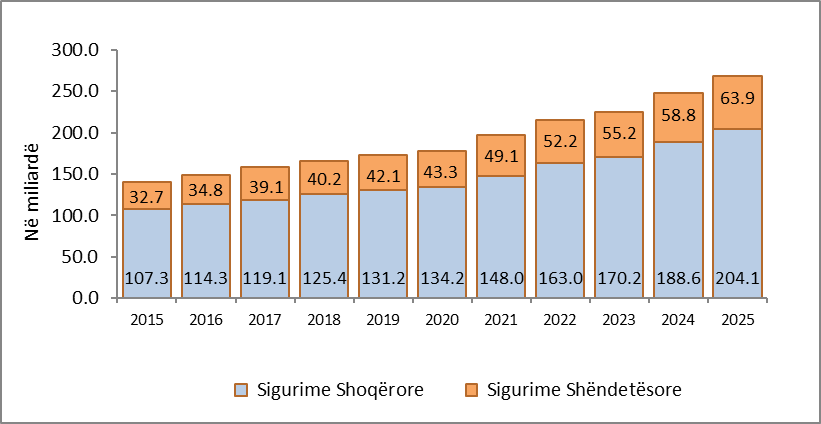 300.0
250.0
200.0
150.0
100.0
50.0
0.0
Në miliardë
32.7 34.8 39.1 40.2 42.1 43.3 49.1 52.2 55.2 58.8 63.9
107.3 114.3 119.1 125.4 131.2 134.2 148.0 163.0 170.2 188.6 204.1
2015 2016 2017 2018 2019 2020 2021 2022 2023 2024 2025
Sigurime Shoqërore Sigurime Shëndetësore